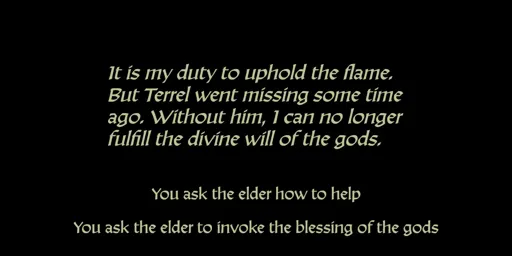 It is my duty to uphold the flame.
But Terrel went missing some time
ago. Without him, I can no longer
fulfill the divine will of the gods.
You ask the elder how to help
You ask the elder to invoke the blessing of the gods